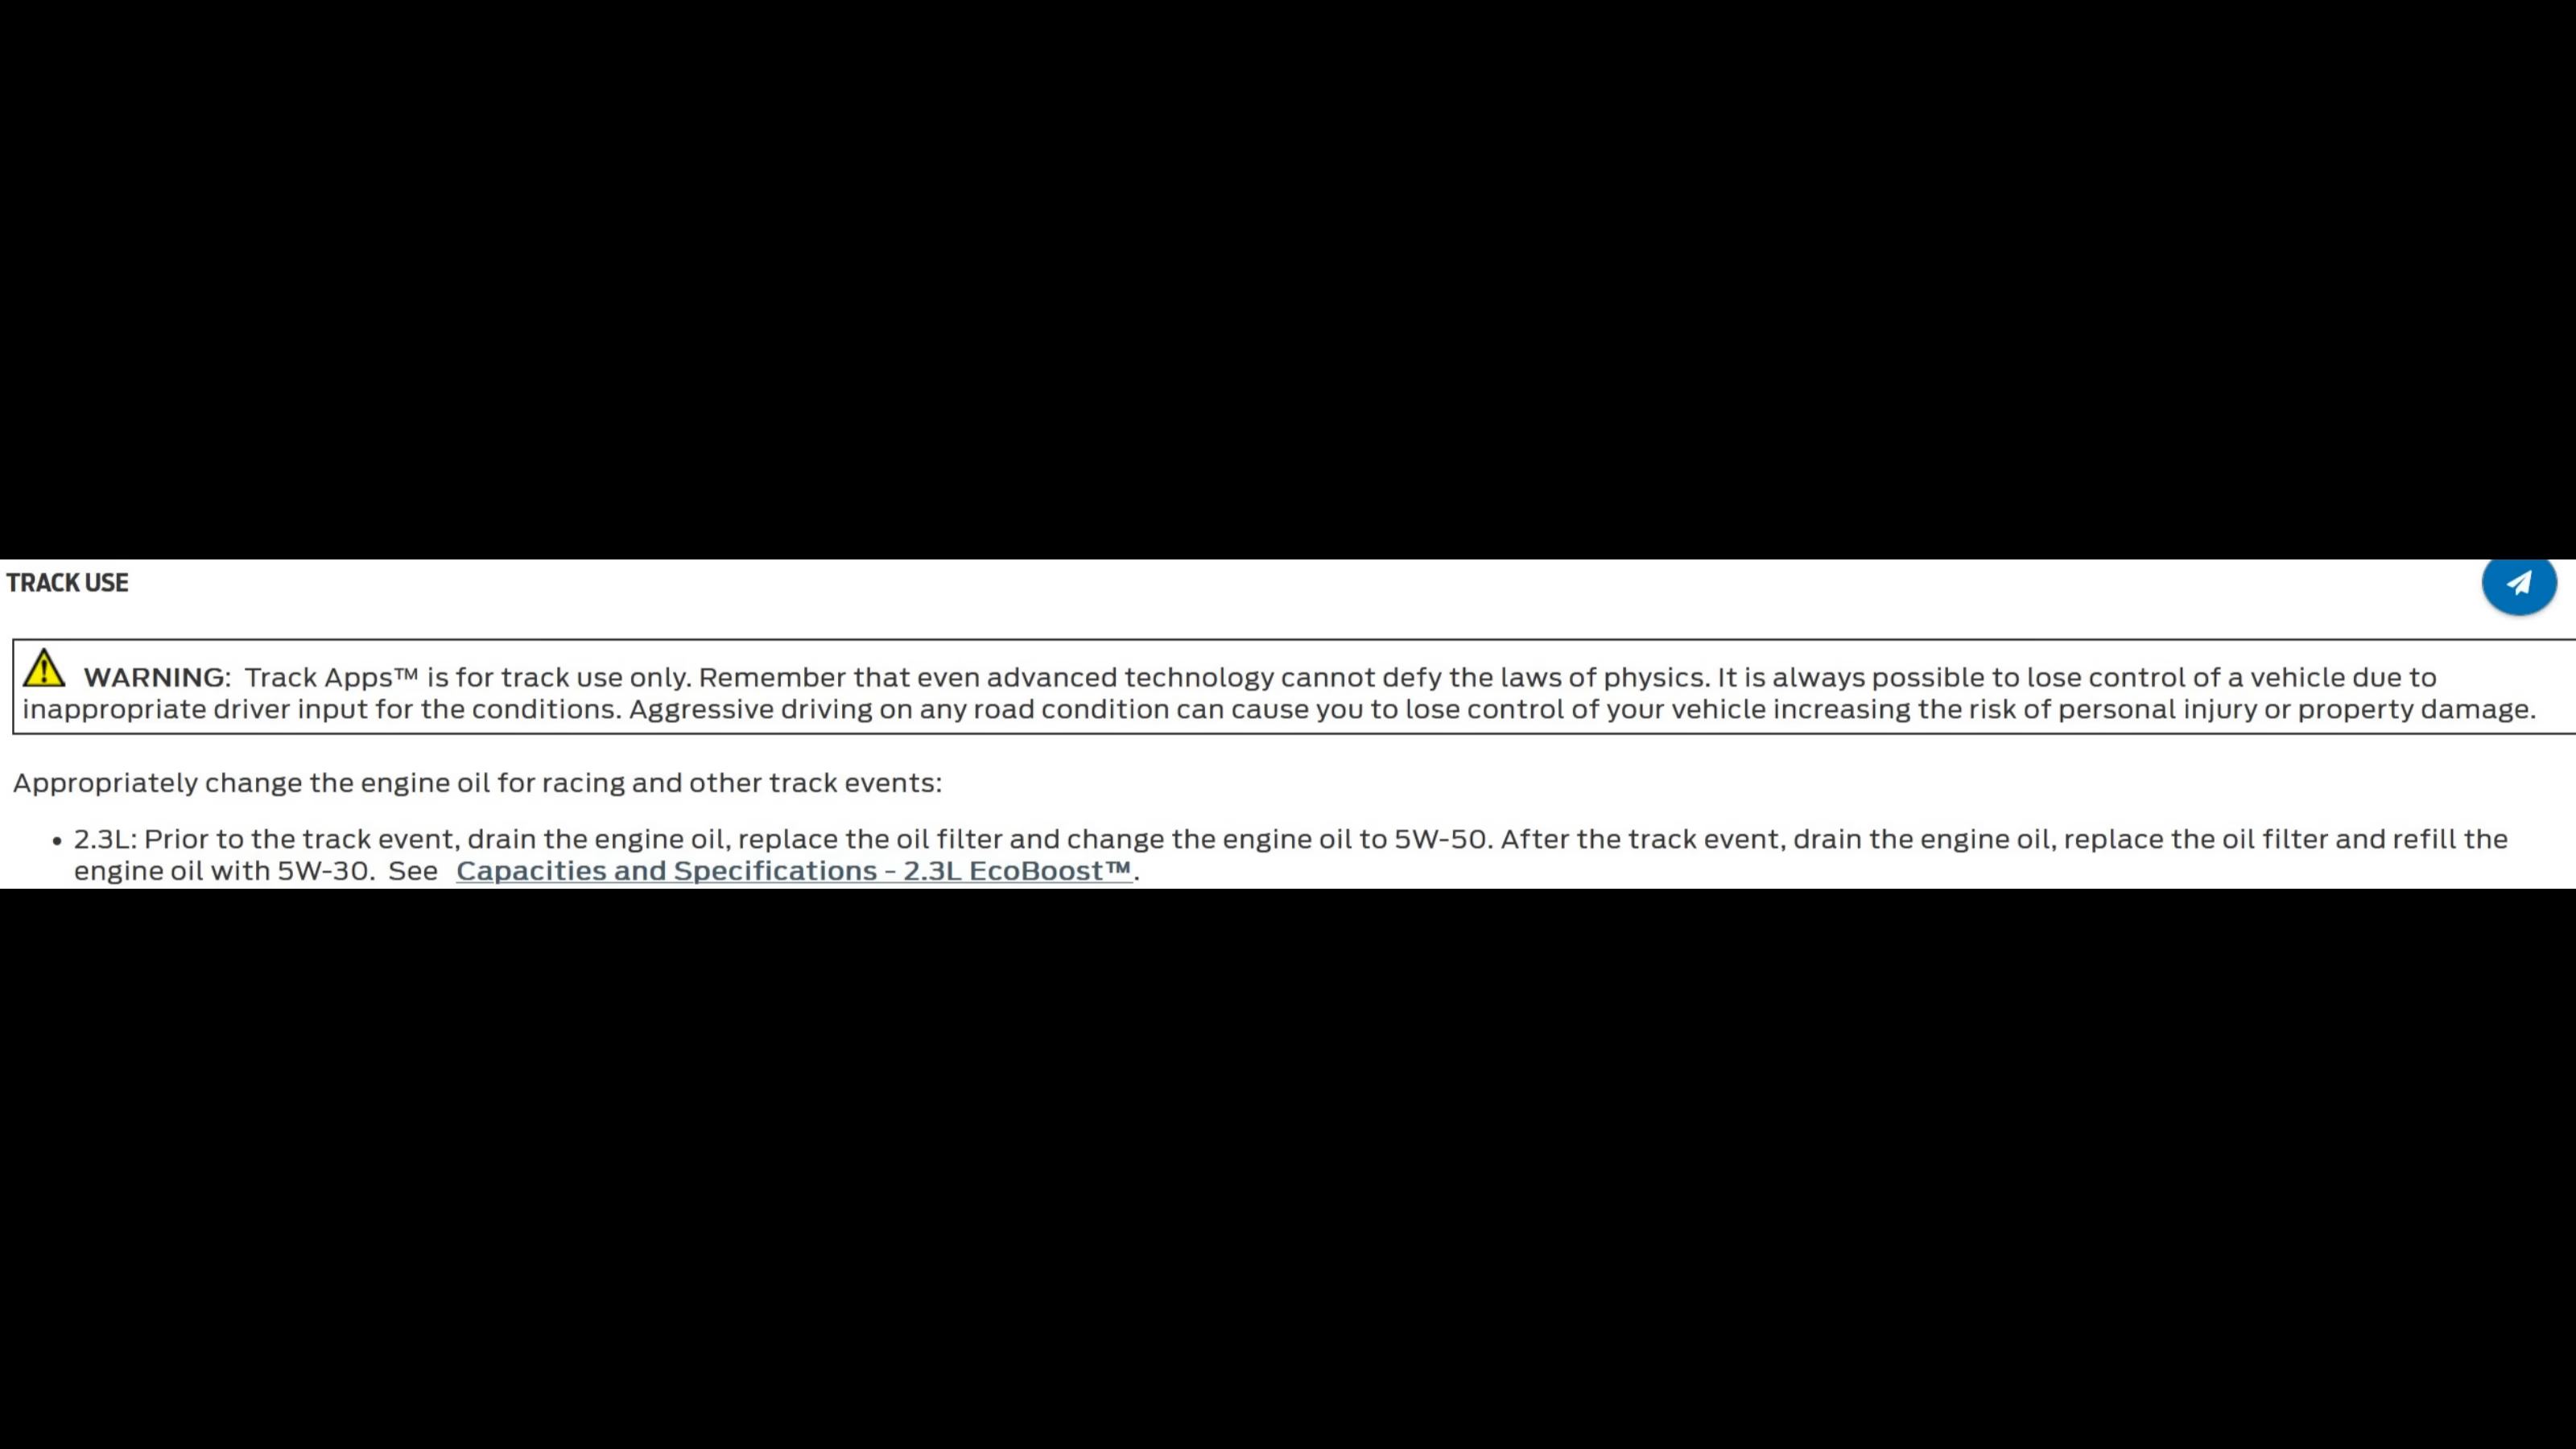 TRACK USE
WARNING: Track Apps™ is for track use only. Remember that even advanced technology cannot defy the laws of physics. It is always possible to lose control of a vehicle due to
inappropriate driver input for the conditions. Aggressive driving on any road condition can cause you to lose control of your vehicle increasing the risk of personal injury or property damage.
Appropriately change the engine oil for racing and other track events:
• 2.3L: Prior to the track event, drain the engine oil, replace the oil filter and change the engine oil to 5W-50. After the track event, drain the engine oil, replace the oil filter and refill the
engine oil with 5W-30. See Capacities and Specifications - 2.3L EcoBoost™.